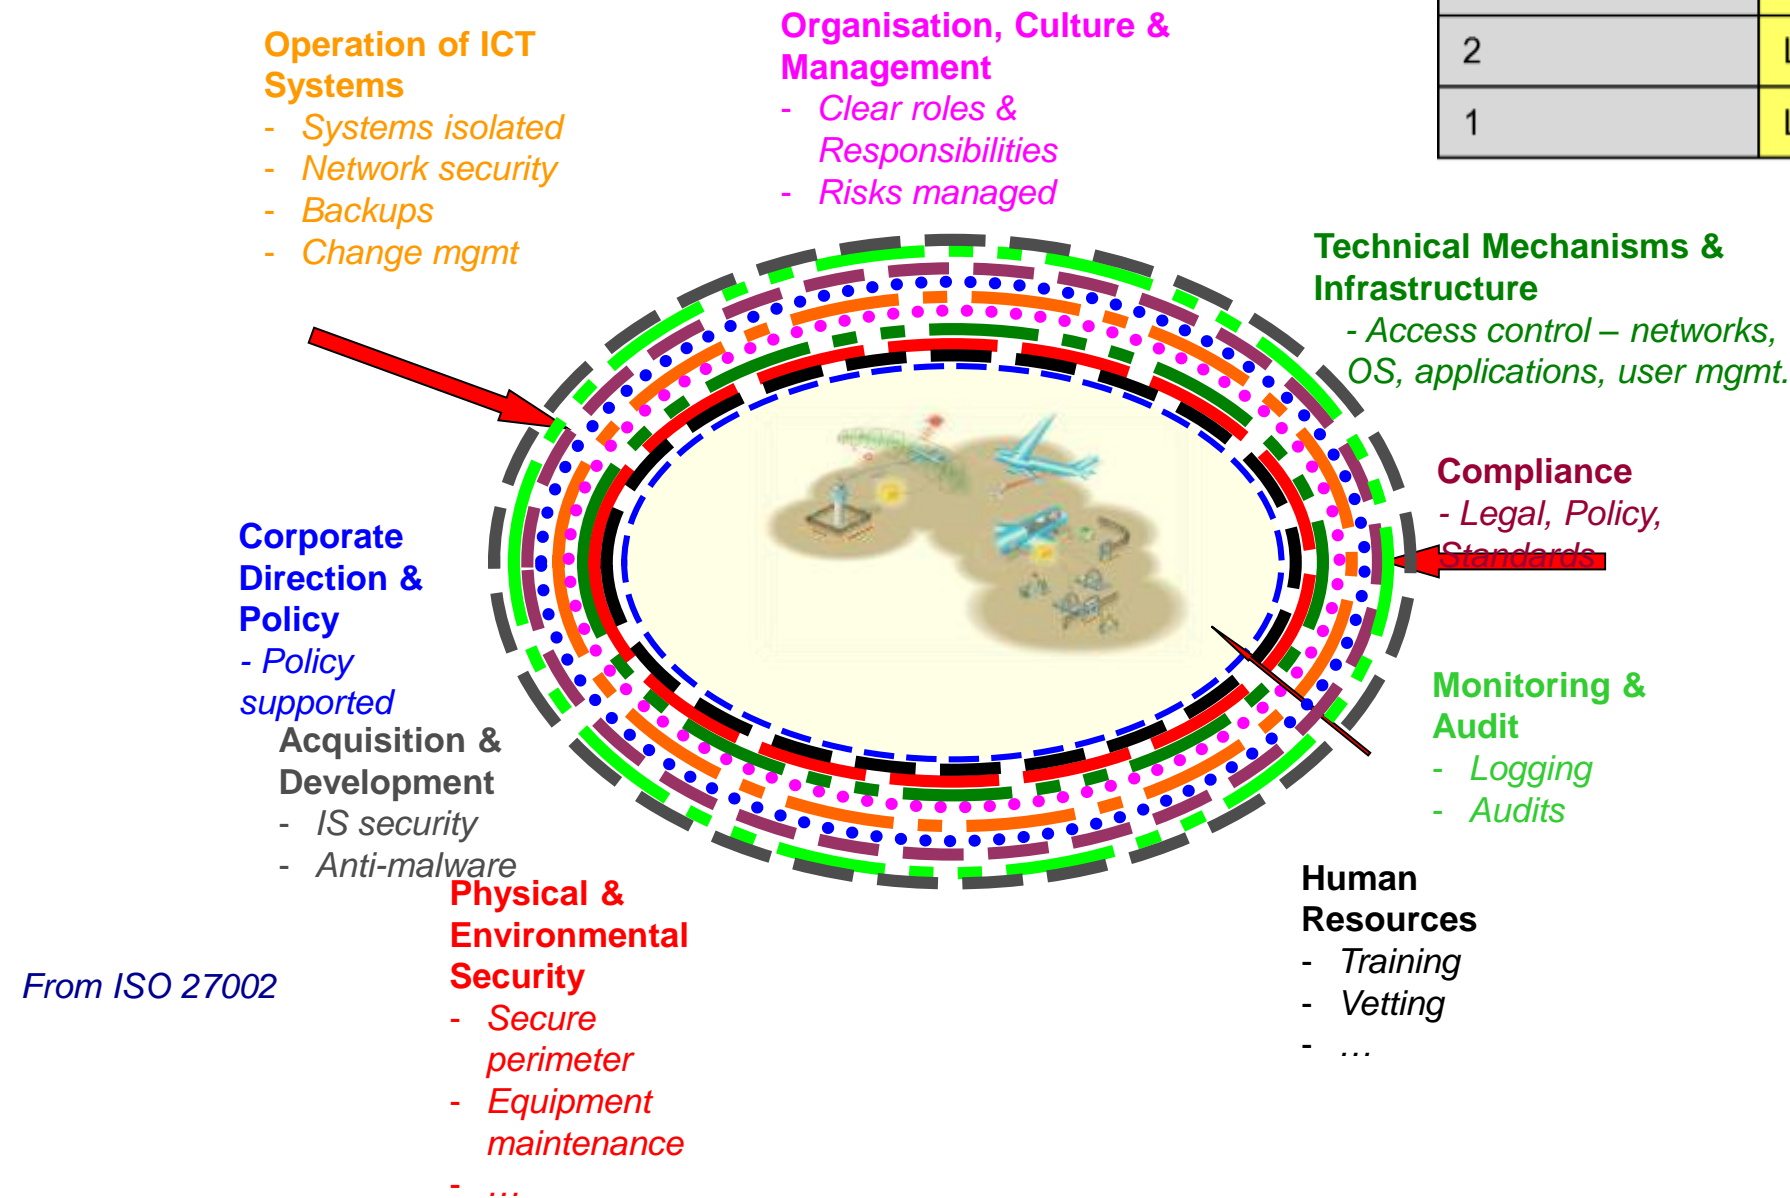 Operation of ICT
Systems
- Systems isolated
- Network security
- Backups
- Change mgmt
Organisation, Culture &
Management
- Clear roles &
Responsibilities
- Risks managed
2
1
Technical Mechanisms &
Infrastructure
- Access control – networks,
OS, applications, user mgmt.
Compliance
- Legal, Policy,
Standards
Corporate
Direction &
Policy
- Policy
supported
Monitoring &
Audit
- Logging
- Audits
Acquisition &
Development
- IS security
- Anti-malware
Physical &
Environmental
Security
- Secure
perimeter
- Equipment
maintenance
- …
Human
Resources
- Training
- Vetting
- …
From ISO 27002